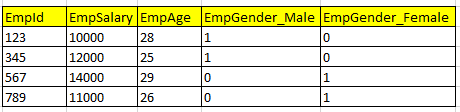 EmpId EmpSalary EmpAge EmpGender_Male EmpGender_Female
123 10000 28 1 0
345 12000 25 1 0
567 14000 29 0 1
789 11000 26 0 1